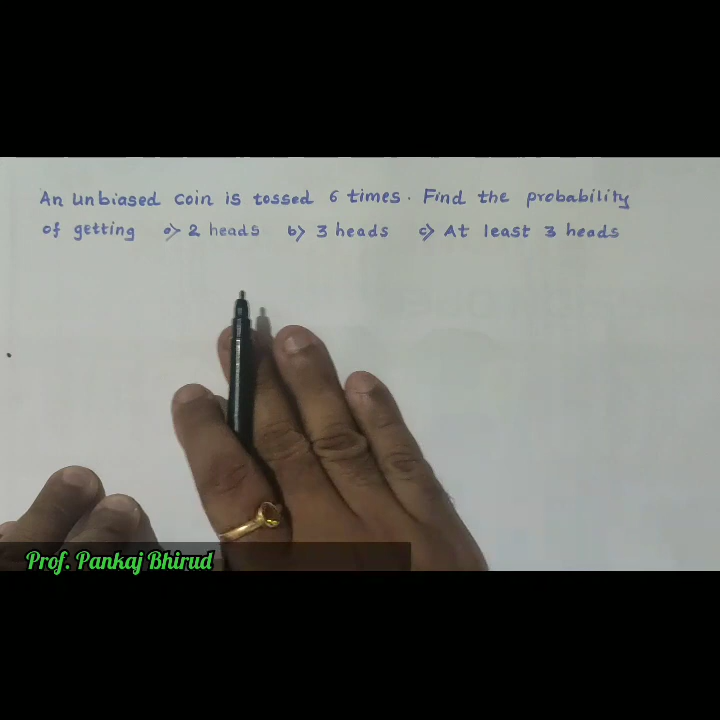 An unbiased coin is tossed 6 times. Find the probability
of getting a) 2 heads b) 3 heads c) At least 3 heads
Prof. Pankaj Bhirud